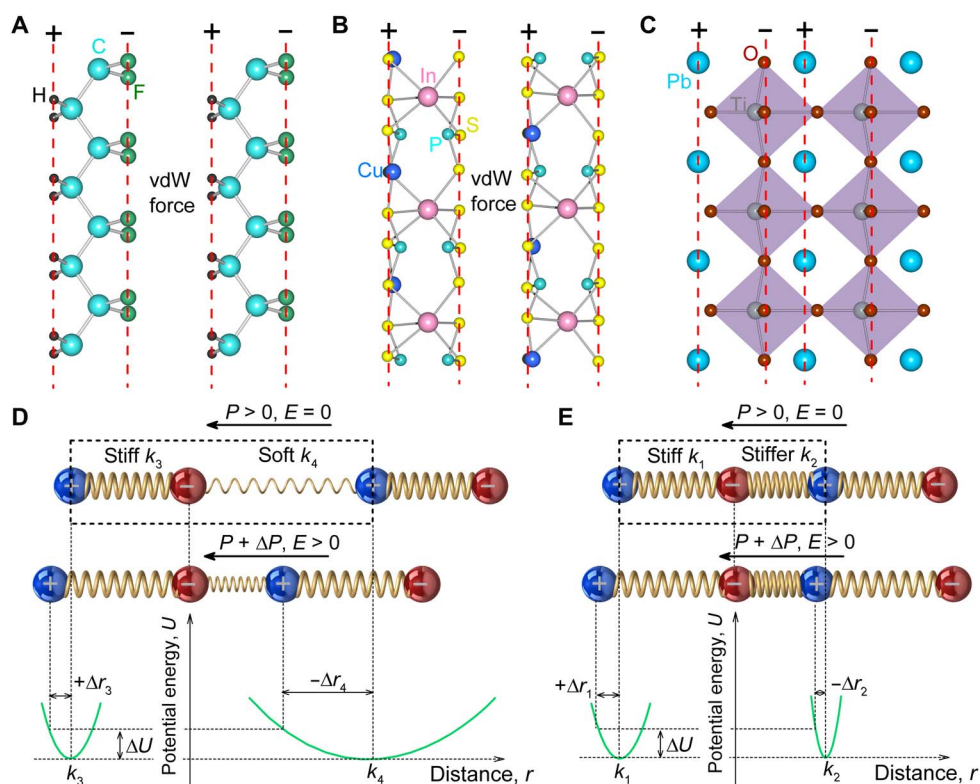 A
+
−
+
−
C
H
F
vdW
force
B
+
−
+
−
In
S
P
Cu
vdW
force
C
+
−
+
−
O
Pb
Ti
D
P > 0, E = 0
Stiff k₃
Soft k₄
+
−
+
−
P + ΔP, E > 0
+
−
+
−
Potential energy, U
+Δr₃
−Δr₄
ΔU
k₃
k₄
Distance, r
E
P > 0, E = 0
Stiff k₁
Stiffer k₂
+
−
+
−
P + ΔP, E > 0
+
−
+
−
Potential energy, U
+Δr₁
−Δr₂
ΔU
k₁
k₂
Distance, r